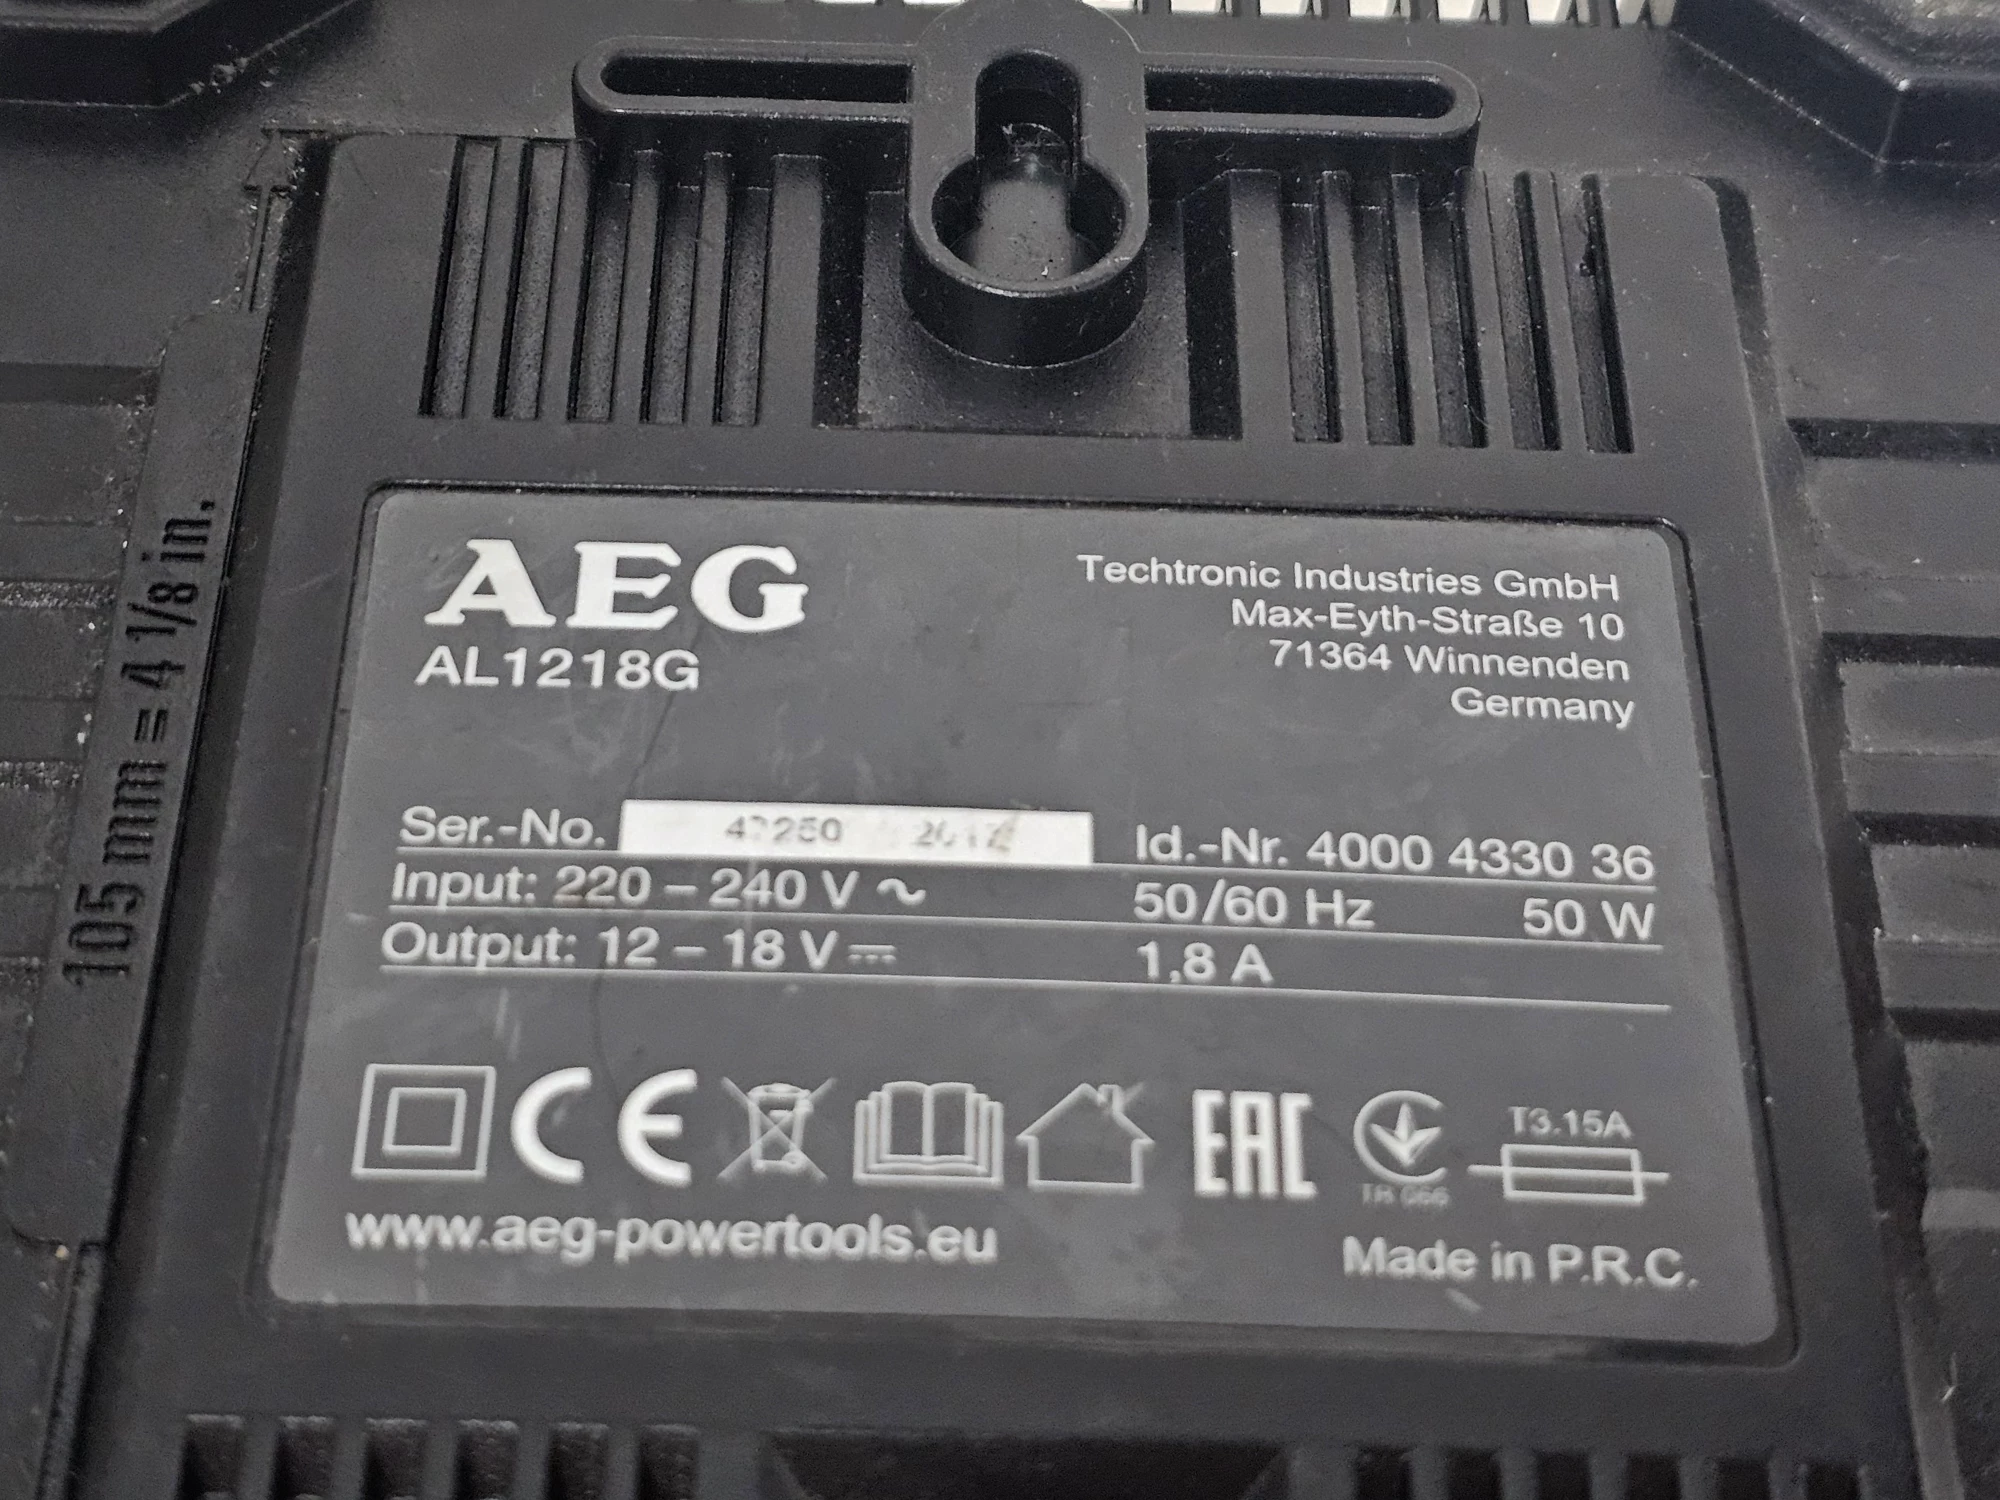 105 mm = 4 1/8 in.
AEG
AL1218G
Techtronic Industries GmbH
Max-Eyth-Straße 10
71364 Winnenden
Germany
Ser.-No. Id.-Nr. 4000 4330 36
Input: 220 – 240 V ~ 50/60 Hz 50 W
Output: 12 – 18 V ⎓ 1,8 A
CE EAC T3.15A
TR 066
www.aeg-powertools.eu
Made in P.R.C.